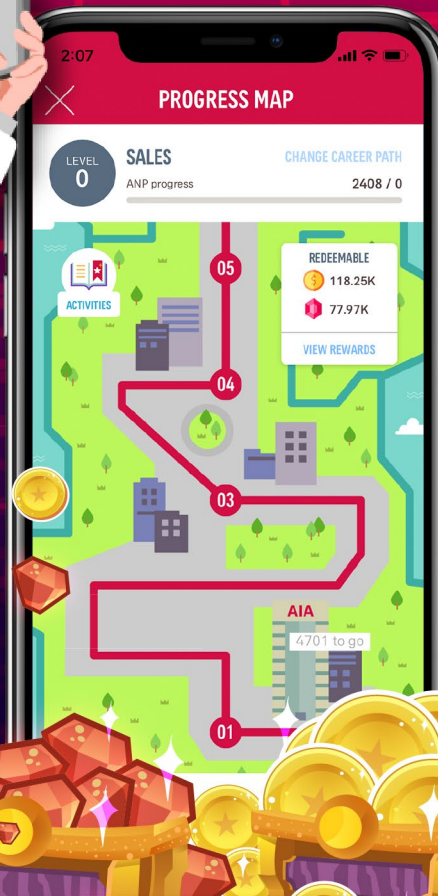 2:07
PROGRESS MAP
LEVEL
0
SALES
CHANGE CAREER PATH
ANP progress
2408 / 0
05
REDEEMABLE
118.25K
77.97K
VIEW REWARDS
ACTIVITIES
04
03
AIA
4701 to go
01